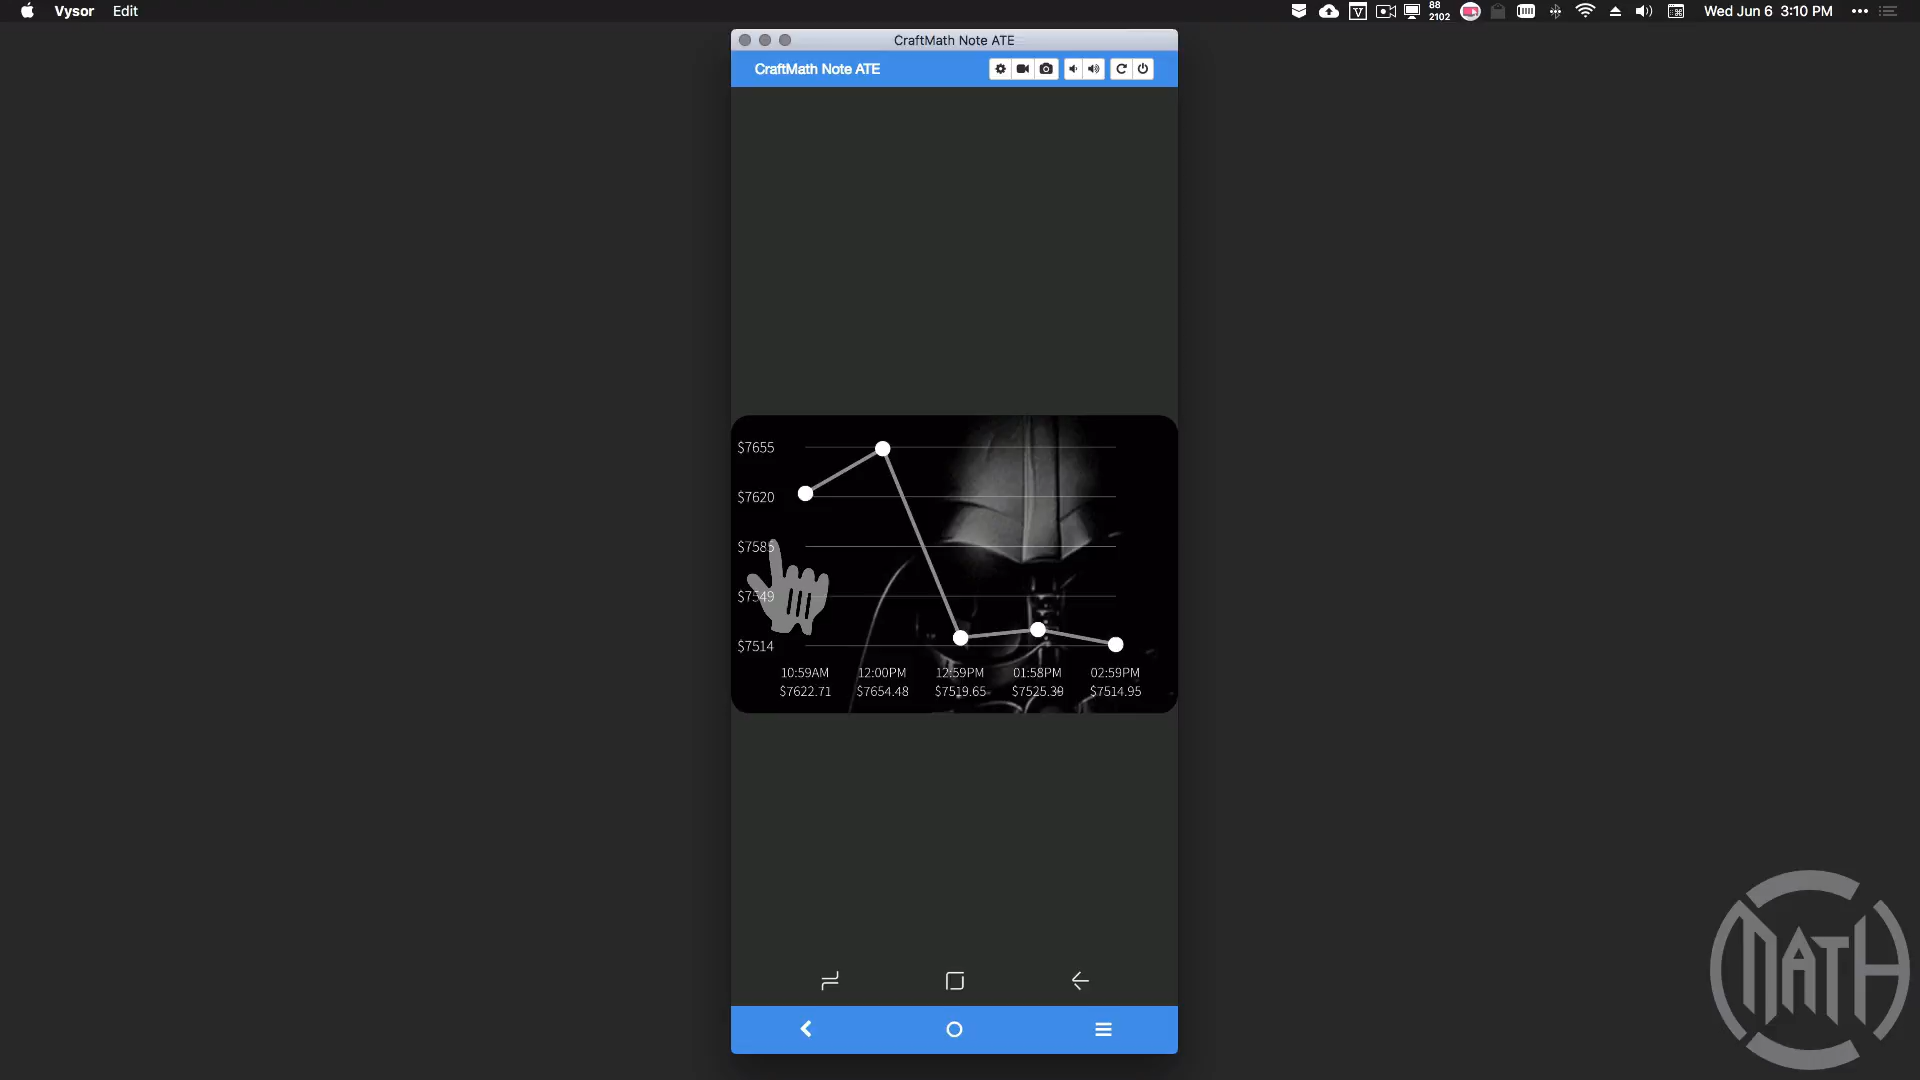 Vysor Edit 88 2102 Wed Jun 6 3:10 PM
CraftMath Note ATE
CraftMath Note ATE
$7655
$7620
$7585
$7549
$7514
10:59AM 12:00PM 12:59PM 01:58PM 02:59PM
$7622.71 $7654.48 $7519.65 $7525.39 $7514.95
MATH